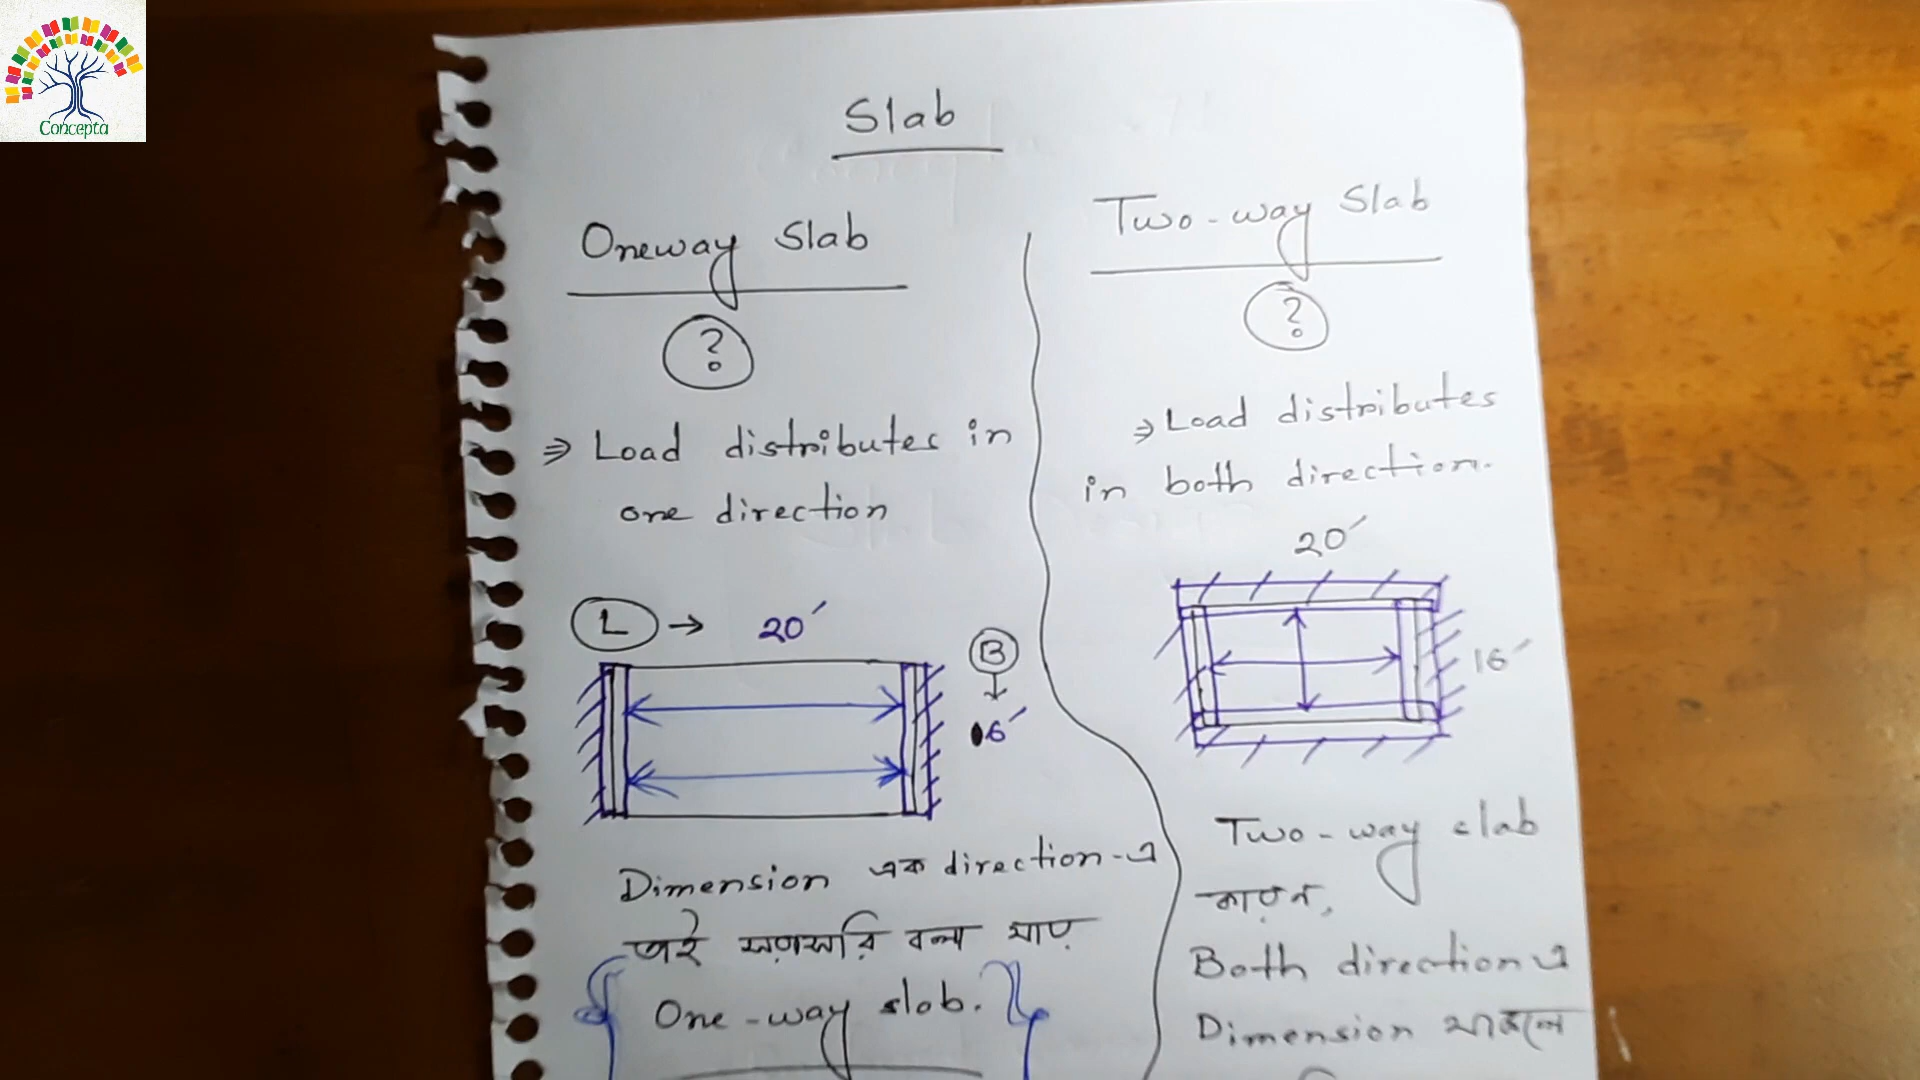 Concepta
Slab
Oneway Slab
?
⇒ Load distributes in
one direction
L → 20'
B
↓
16'
Dimension এক direction-এ
তাই সরাসরি বলা যায়
One-way slab.
Two-way Slab
?
⇒ Load distributes
in both direction.
20'
16'
Two-way slab
কারন,
Both direction এ
Dimension থাকলে